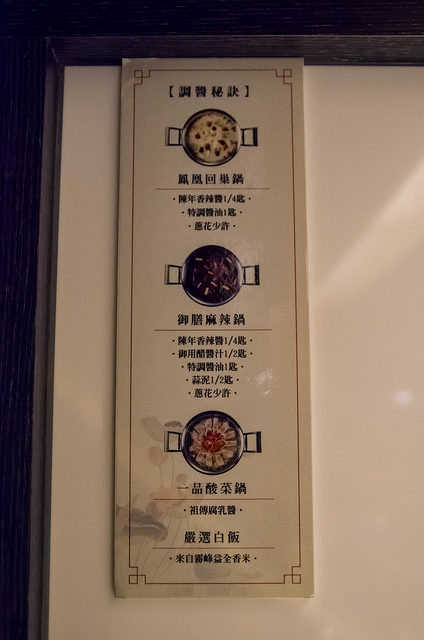 【調醬秘訣】
鳳凰回巢鍋
·陳年香辣醬1/4匙·
·特調醬油1匙·
·蔥花少許·
御膳麻辣鍋
·陳年香辣醬1/4匙·
·御用醋醬汁1/2匙·
·特調醬油1匙·
·蒜泥1/2匙·
·蔥花少許·
一品酸菜鍋
·祖傳腐乳醬·
嚴選白飯
·來自霧峰益全香米·